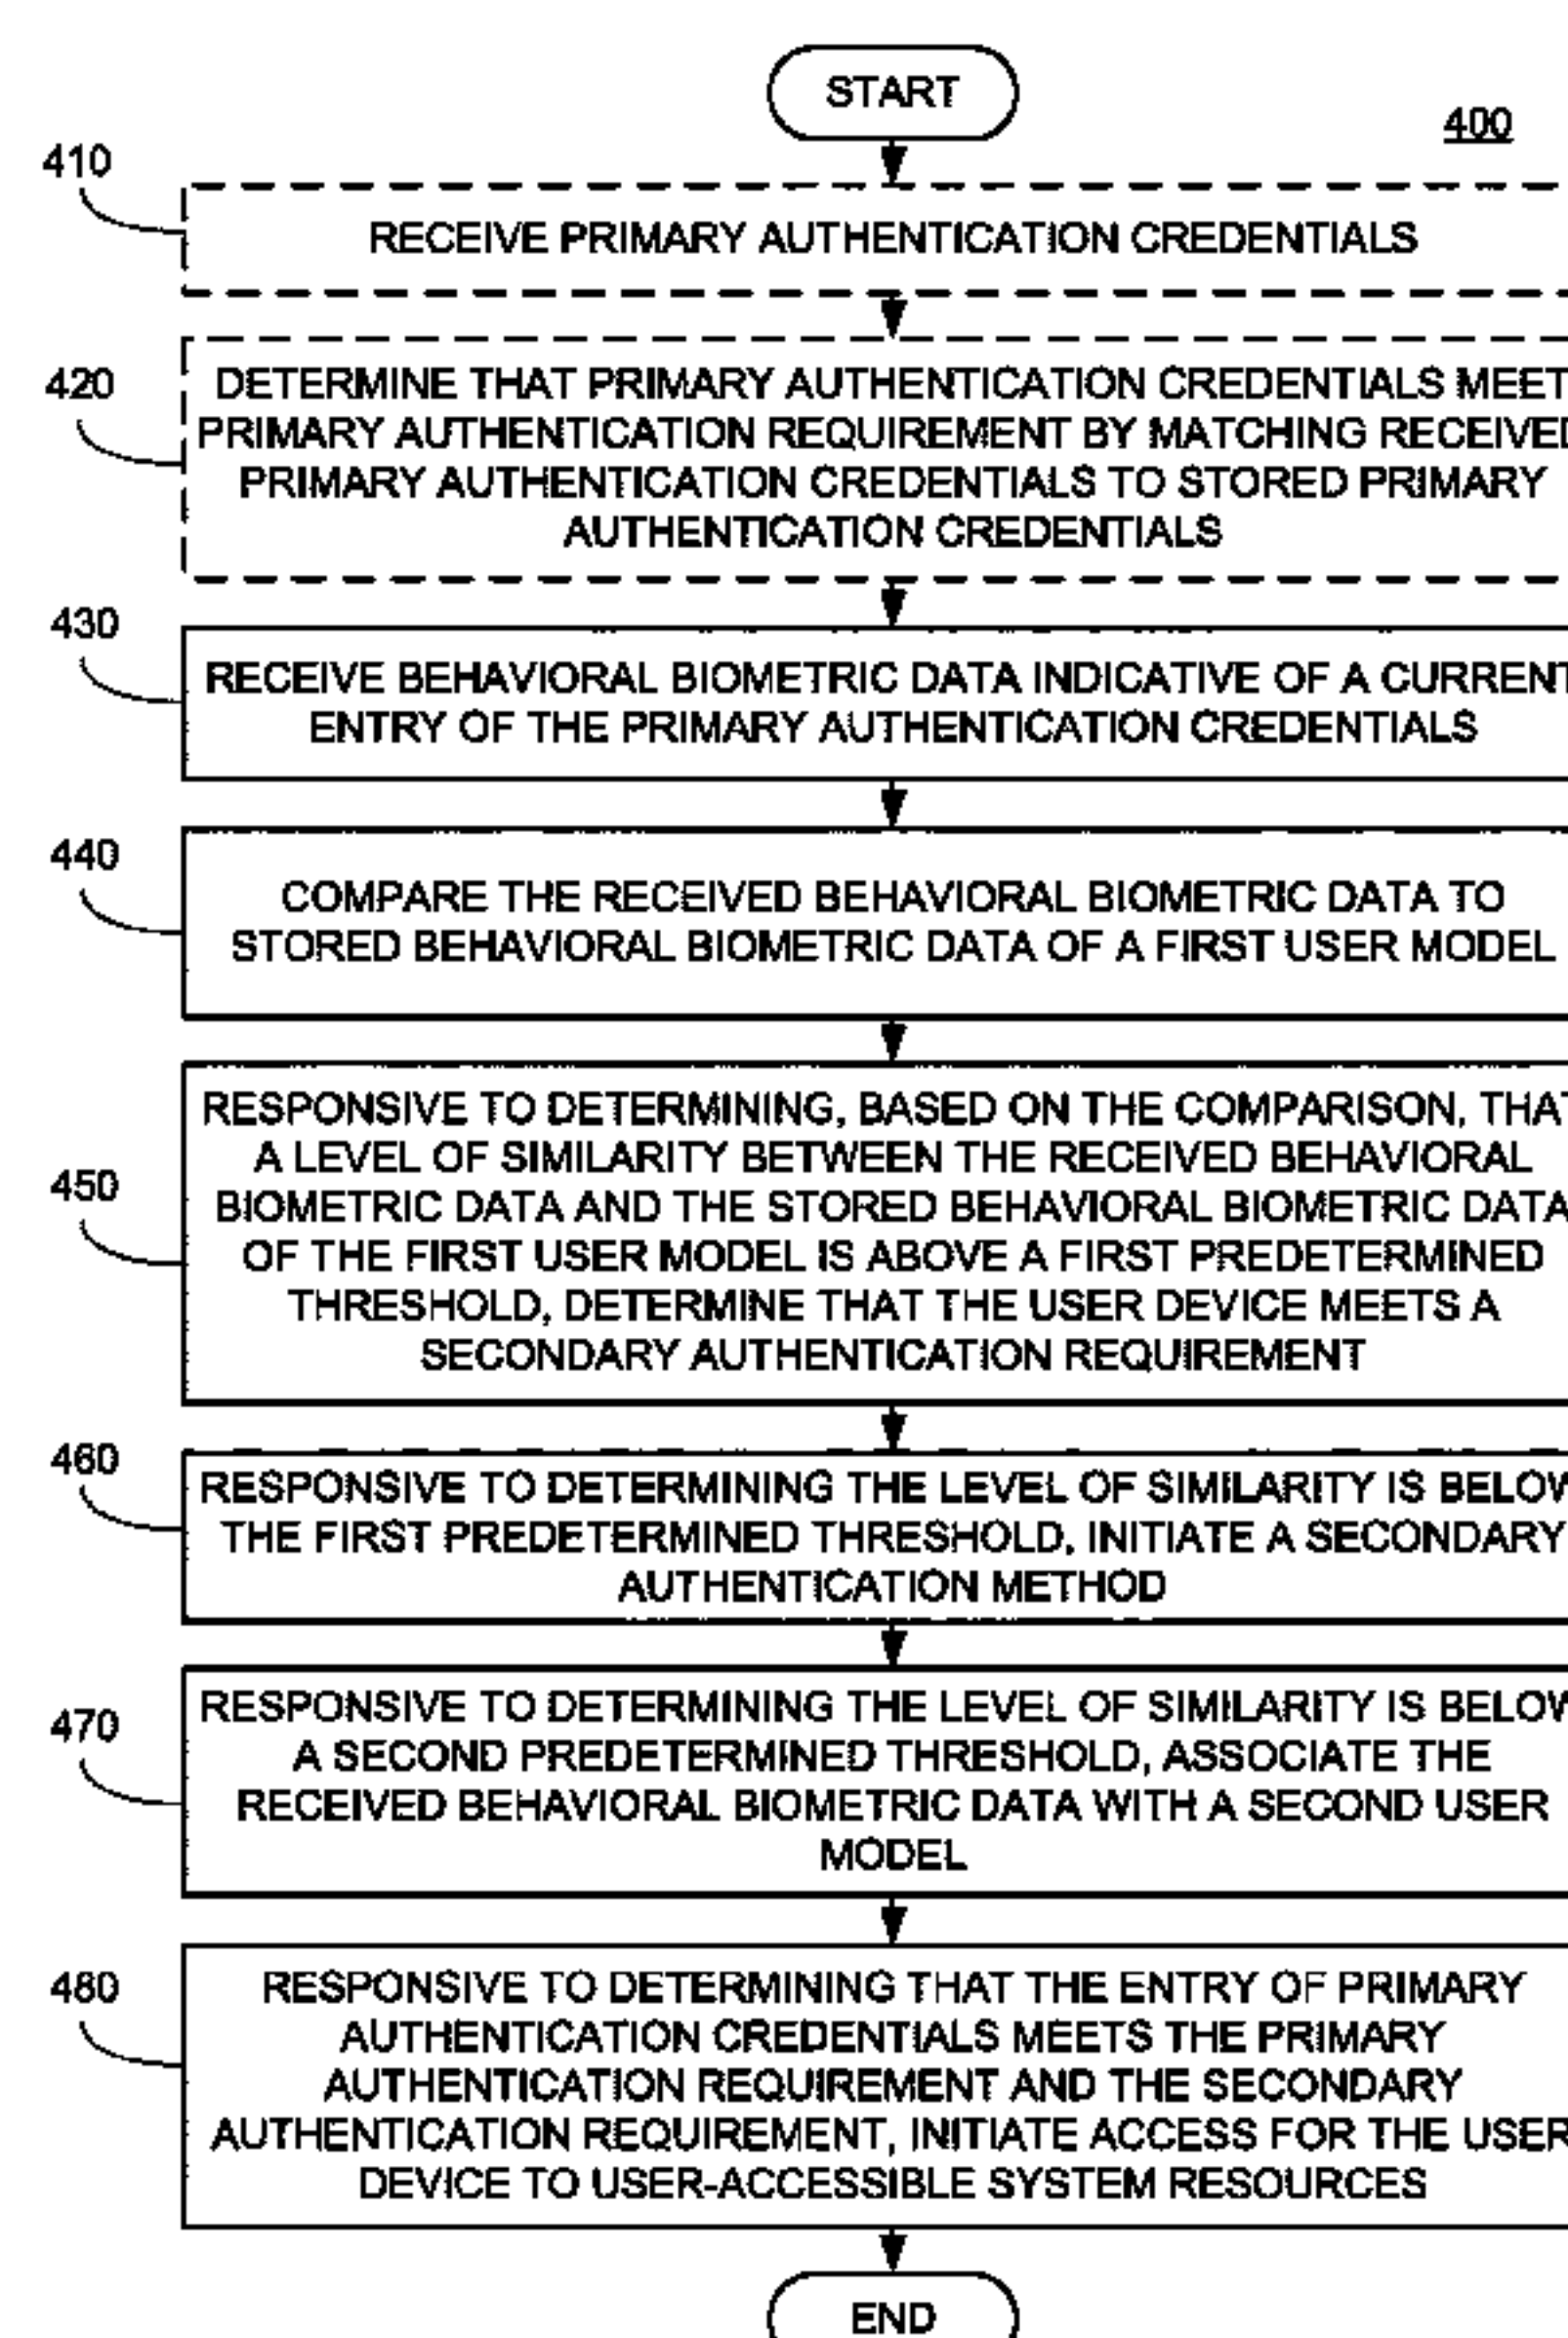 START
400
410
RECEIVE PRIMARY AUTHENTICATION CREDENTIALS
420
DETERMINE THAT PRIMARY AUTHENTICATION CREDENTIALS MEET
PRIMARY AUTHENTICATION REQUIREMENT BY MATCHING RECEIVED
PRIMARY AUTHENTICATION CREDENTIALS TO STORED PRIMARY
AUTHENTICATION CREDENTIALS
430
RECEIVE BEHAVIORAL BIOMETRIC DATA INDICATIVE OF A CURRENT
ENTRY OF THE PRIMARY AUTHENTICATION CREDENTIALS
440
COMPARE THE RECEIVED BEHAVIORAL BIOMETRIC DATA TO
STORED BEHAVIORAL BIOMETRIC DATA OF A FIRST USER MODEL
450
RESPONSIVE TO DETERMINING, BASED ON THE COMPARISON, THAT
A LEVEL OF SIMILARITY BETWEEN THE RECEIVED BEHAVIORAL
BIOMETRIC DATA AND THE STORED BEHAVIORAL BIOMETRIC DATA
OF THE FIRST USER MODEL IS ABOVE A FIRST PREDETERMINED
THRESHOLD, DETERMINE THAT THE USER DEVICE MEETS A
SECONDARY AUTHENTICATION REQUIREMENT
460
RESPONSIVE TO DETERMINING THE LEVEL OF SIMILARITY IS BELOW
THE FIRST PREDETERMINED THRESHOLD, INITIATE A SECONDARY
AUTHENTICATION METHOD
470
RESPONSIVE TO DETERMINING THE LEVEL OF SIMILARITY IS BELOW
A SECOND PREDETERMINED THRESHOLD, ASSOCIATE THE
RECEIVED BEHAVIORAL BIOMETRIC DATA WITH A SECOND USER
MODEL
480
RESPONSIVE TO DETERMINING THAT THE ENTRY OF PRIMARY
AUTHENTICATION CREDENTIALS MEETS THE PRIMARY
AUTHENTICATION REQUIREMENT AND THE SECONDARY
AUTHENTICATION REQUIREMENT, INITIATE ACCESS FOR THE USER
DEVICE TO USER-ACCESSIBLE SYSTEM RESOURCES
END